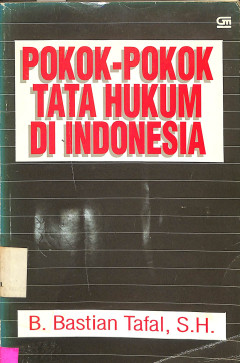 POKOK-POKOK
TATA HUKUM
DI INDONESIA
B. Bastian Tafal, S.H.